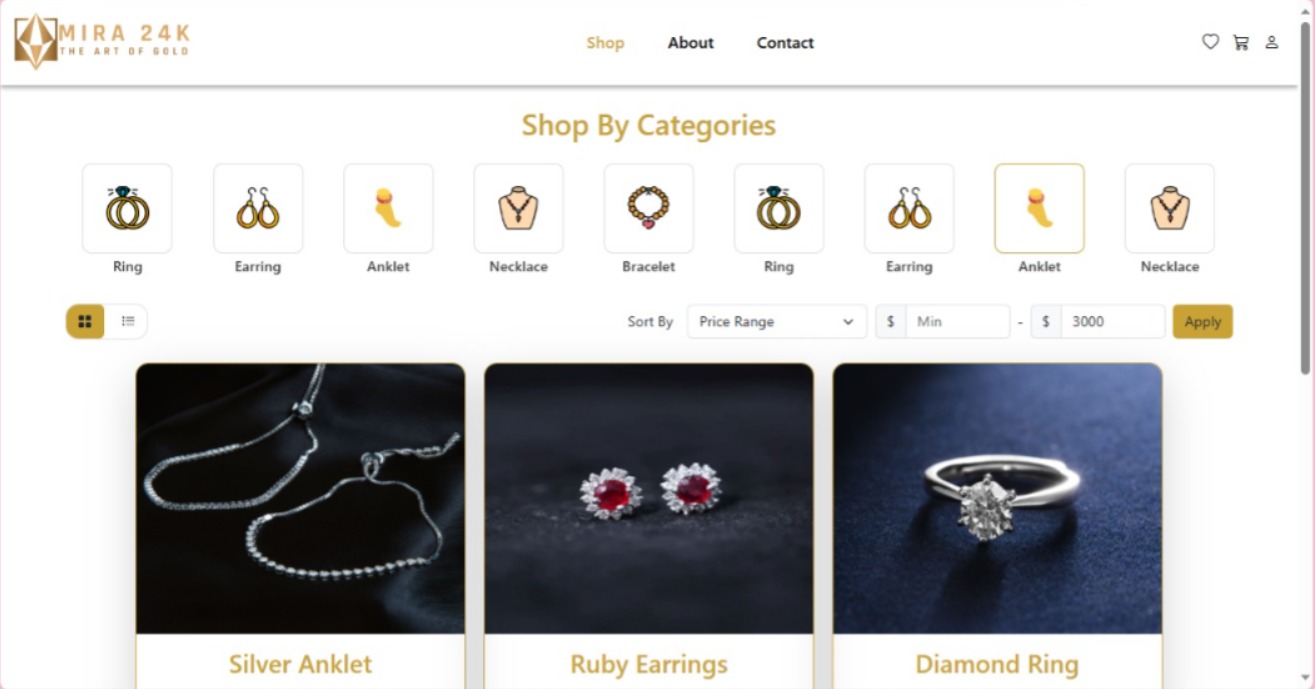 MIRA 24K
THE ART OF GOLD
Shop About Contact
Shop By Categories
Ring Earring Anklet Necklace Bracelet Ring Earring Anklet Necklace
Sort By Price Range $ Min - $ 3000 Apply
Silver Anklet Ruby Earrings Diamond Ring